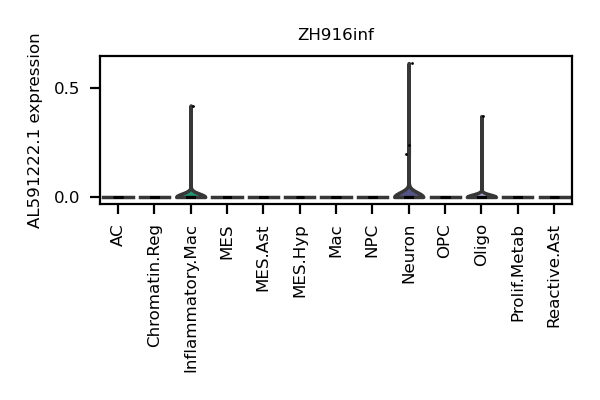 ZH916inf
AL591222.1 expression
0.5
0.0
AC
Chromatin.Reg
Inflammatory.Mac
MES
MES.Ast
MES.Hyp
Mac
NPC
Neuron
OPC
Oligo
Prolif.Metab
Reactive.Ast